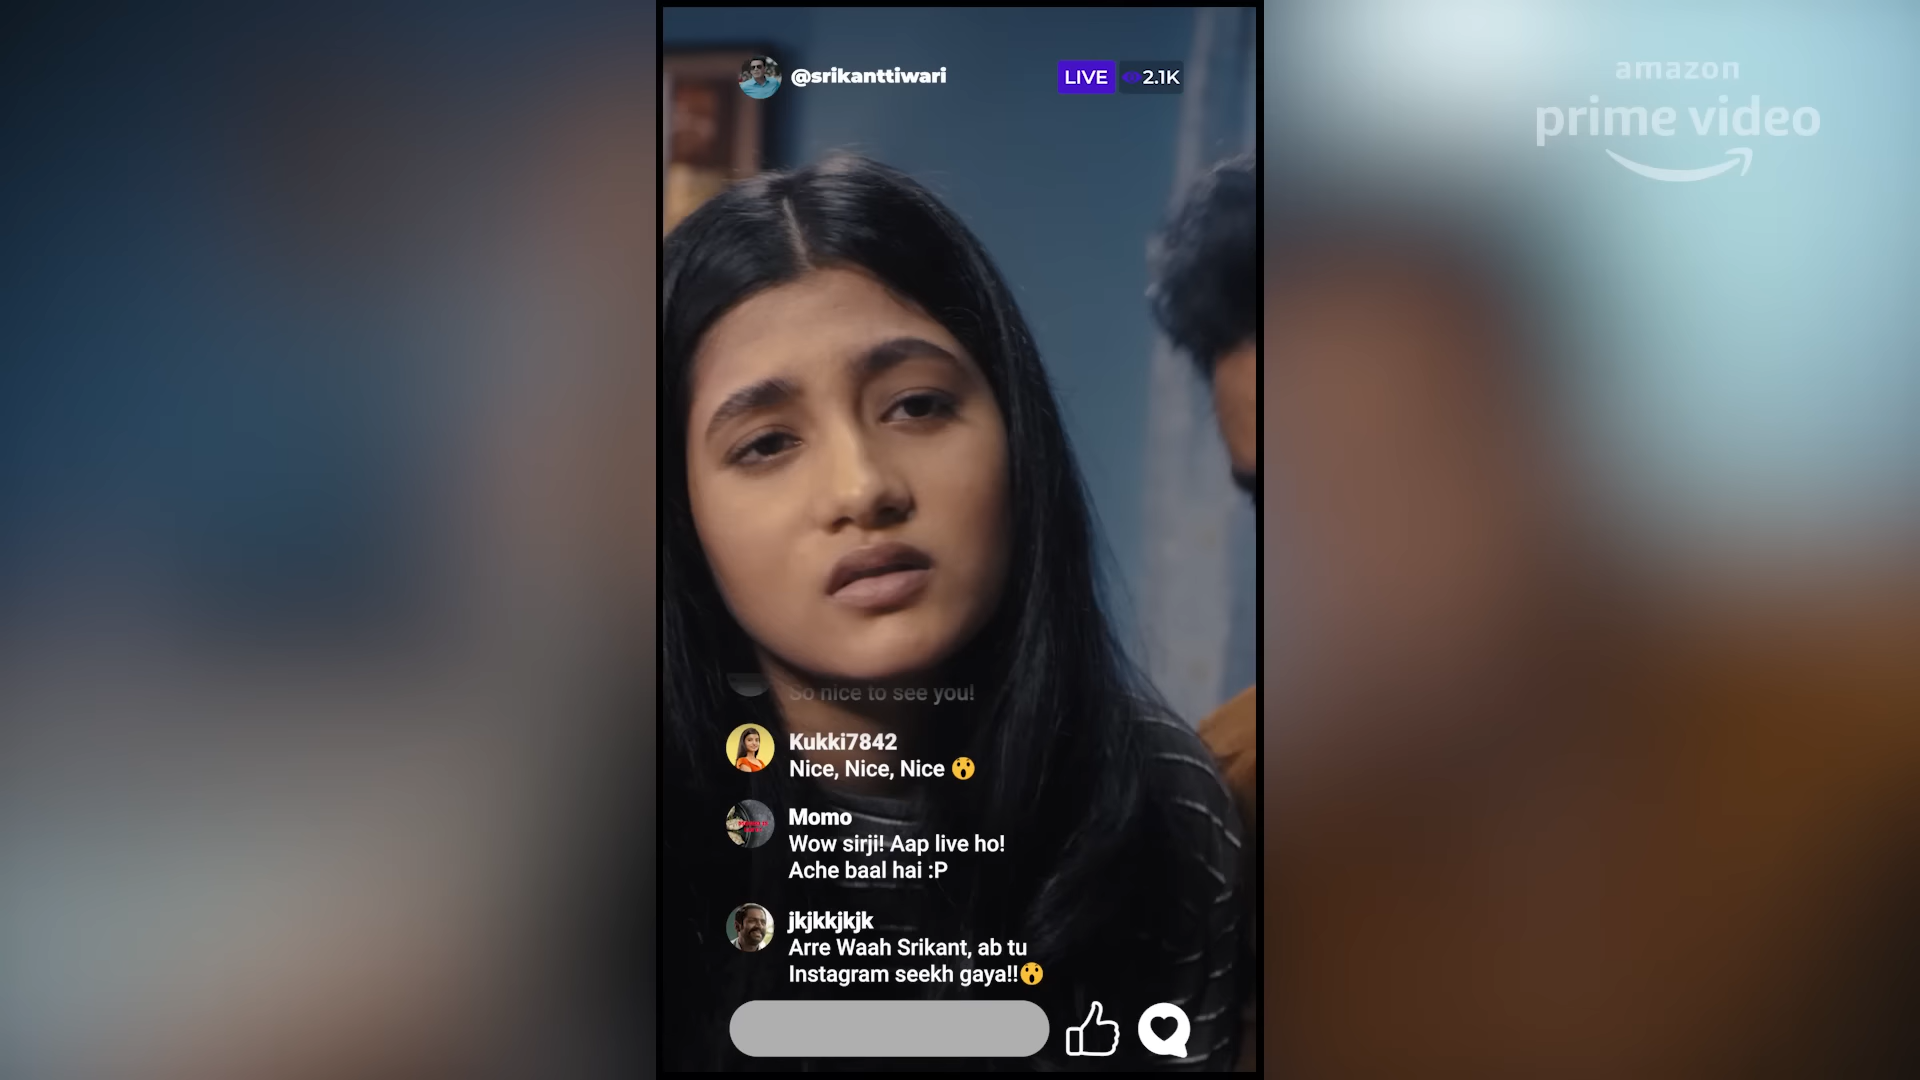 @srikanttiwari
LIVE
2.1K
amazon
prime video
So nice to see you!
Kukki7842
Nice, Nice, Nice 😲
Momo
Wow sirji! Aap live ho!
Ache baal hai :P
jkjkkjkjk
Arre Waah Srikant, ab tu
Instagram seekh gaya!!😲